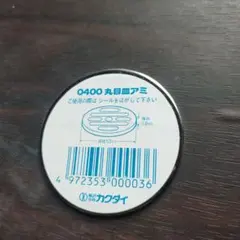 0400 丸目皿アミ
ご使用の際はシールをはがして下さい
4 972353 000036
カクダイ